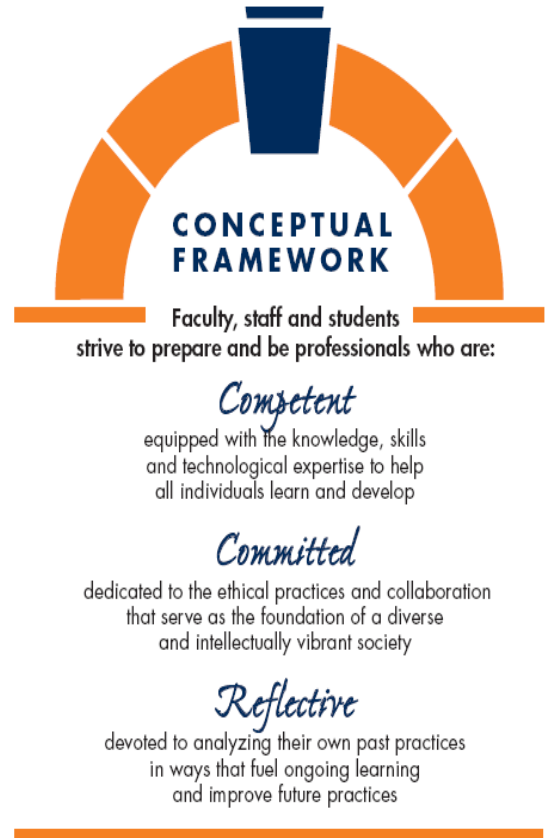 CONCEPTUAL
FRAMEWORK
Faculty, staff and students
strive to prepare and be professionals who are:
Competent
equipped with the knowledge, skills
and technological expertise to help
all individuals learn and develop
Committed
dedicated to the ethical practices and collaboration
that serve as the foundation of a diverse
and intellectually vibrant society
Reflective
devoted to analyzing their own past practices
in ways that fuel ongoing learning
and improve future practices